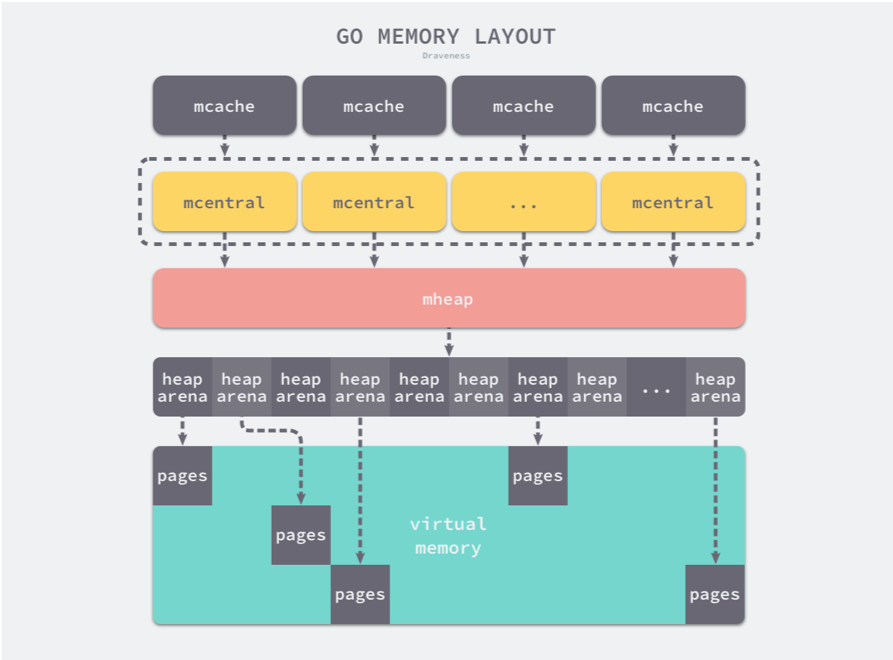 GO MEMORY LAYOUT
Draveness
mcache mcache mcache mcache
mcentral mcentral ... mcentral
mheap
heap heap heap heap heap heap heap heap ... heap
arena arena arena arena arena arena arena arena arena
pages pages
virtual
pages
memory
pages pages